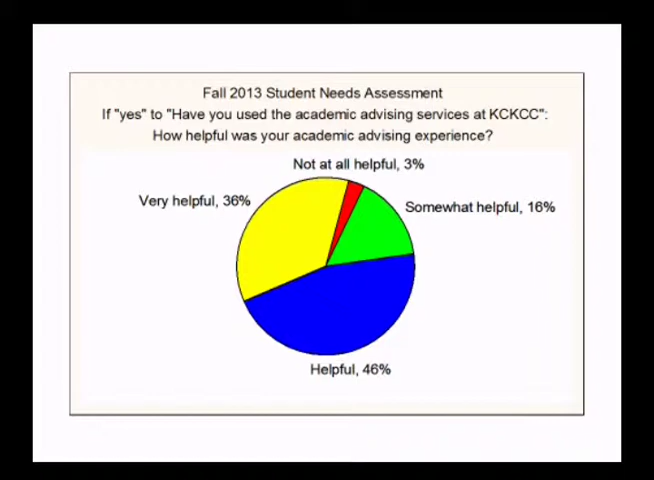 Fall 2013 Student Needs Assessment
If "yes" to "Have you used the academic advising services at KCKCC":
How helpful was your academic advising experience?
Not at all helpful, 3%
Very helpful, 36%
Somewhat helpful, 16%
Helpful, 46%